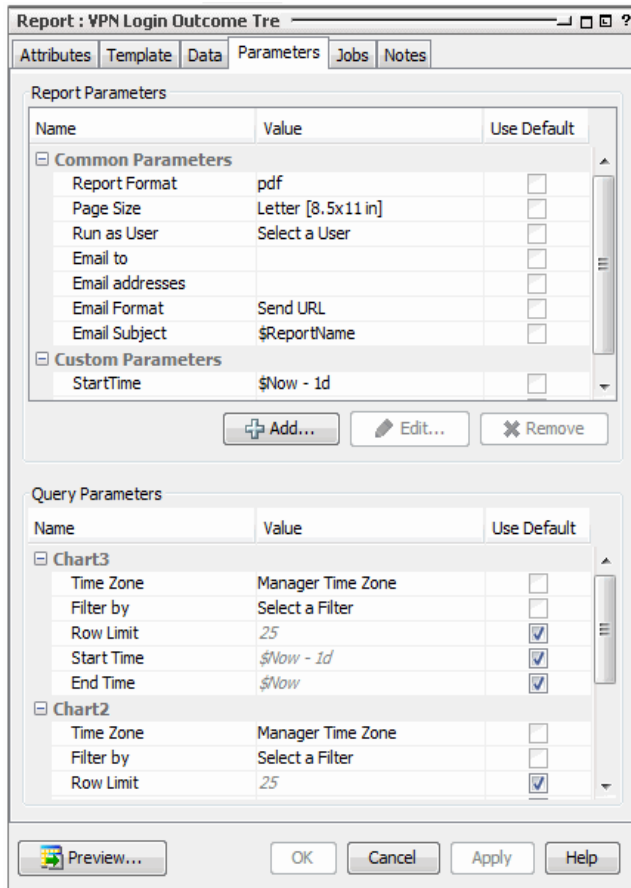 Report : VPN Login Outcome Tre
Attributes Template Data Parameters Jobs Notes
Report Parameters
Name Value Use Default
Common Parameters
Report Format pdf
Page Size Letter [8.5x11 in]
Run as User Select a User
Email to
Email addresses
Email Format Send URL
Email Subject $ReportName
Custom Parameters
StartTime $Now - 1d
Add... Edit... Remove
Query Parameters
Name Value Use Default
Chart3
Time Zone Manager Time Zone
Filter by Select a Filter
Row Limit 25
Start Time $Now - 1d
End Time $Now
Chart2
Time Zone Manager Time Zone
Filter by Select a Filter
Row Limit 25
Preview... OK Cancel Apply Help